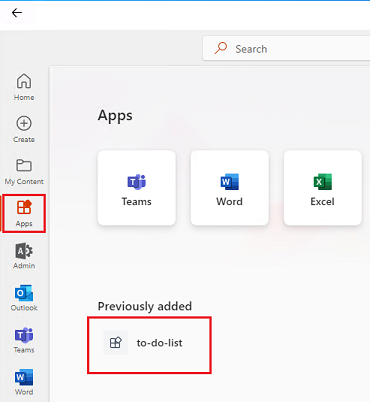 Search
Home
Create
My Content
Apps
Admin
Outlook
Teams
Word
Apps
Teams
Word
Excel
Previously added
to-do-list